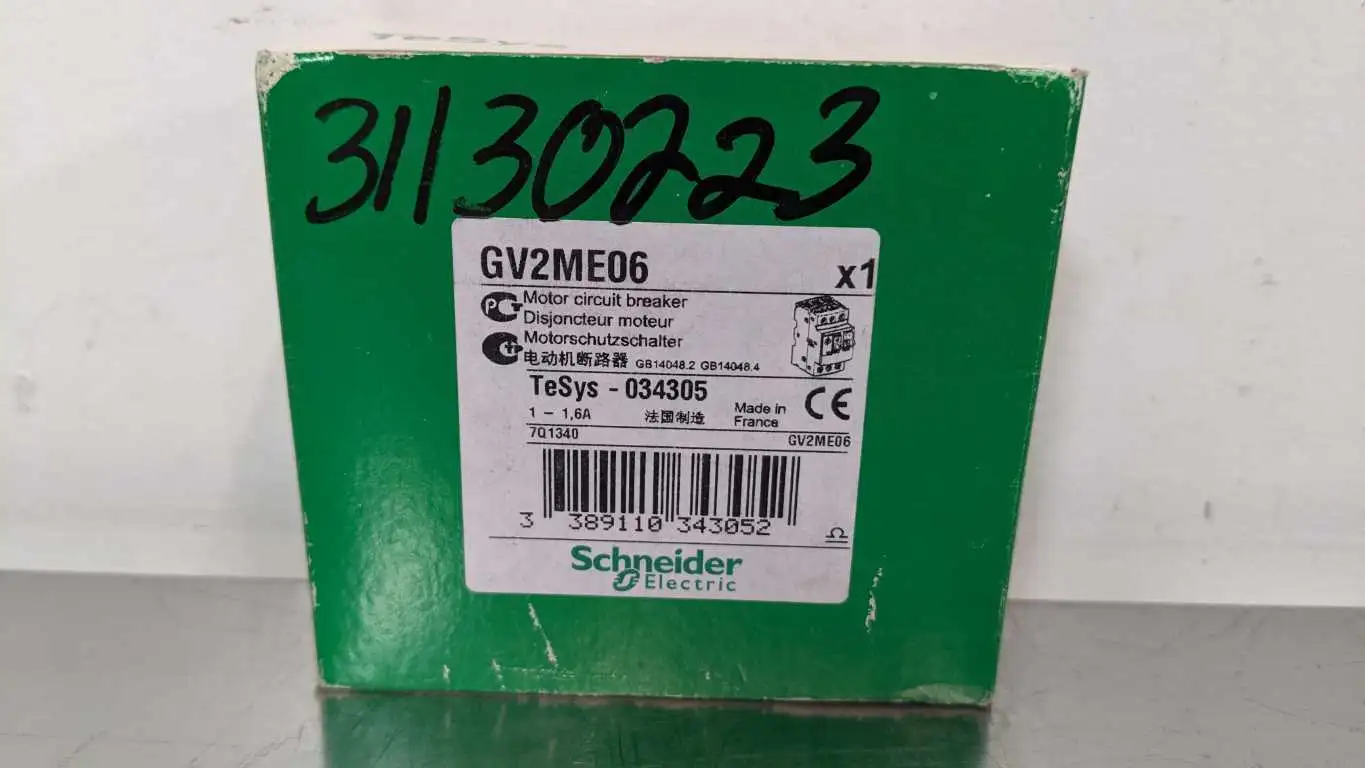 TeSys
31130223
GV2ME06 x1
Motor circuit breaker
Disjoncteur moteur
Motorschutzschalter
电动机断路器 GB14048.2 GB14048.4
TeSys - 034305
1 - 1,6A 法国制造 Made in France
7Q1340 GV2ME06
3 389110 343052
Schneider
Electric